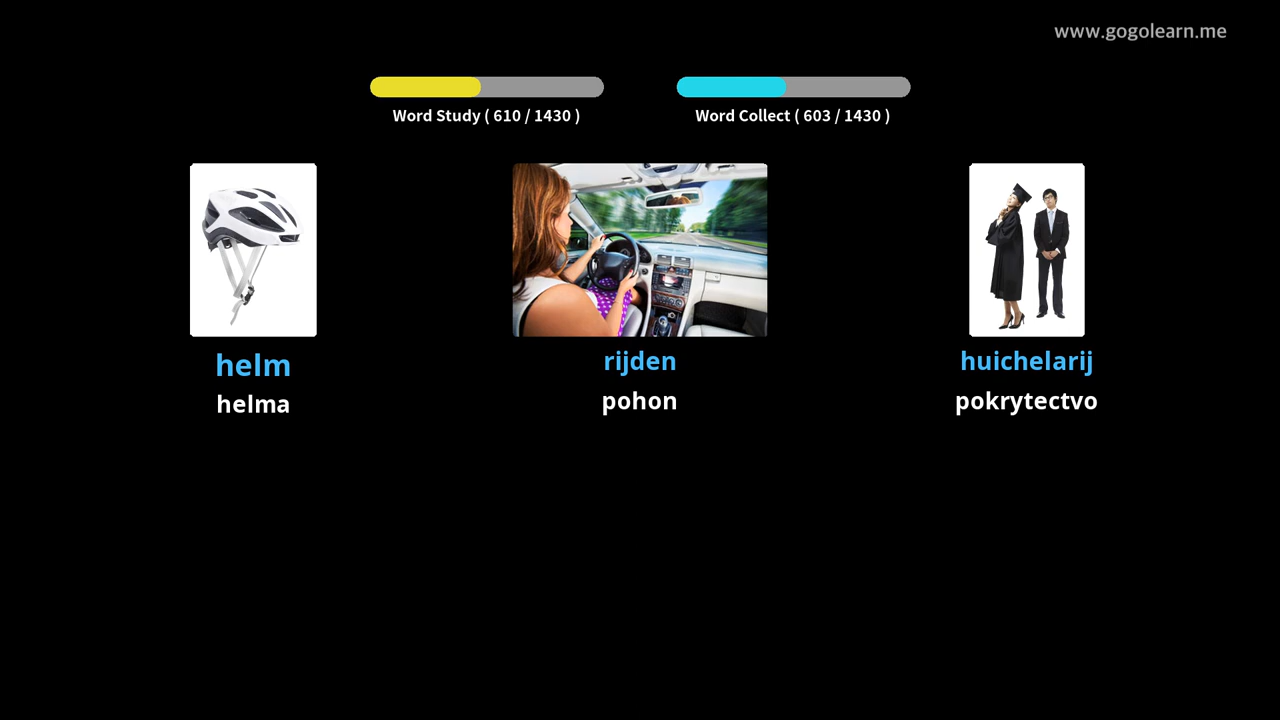 www.gogolearn.me
Word Study ( 610 / 1430 )
Word Collect ( 603 / 1430 )
helm
helma
rijden
pohon
huichelarij
pokrytectvo